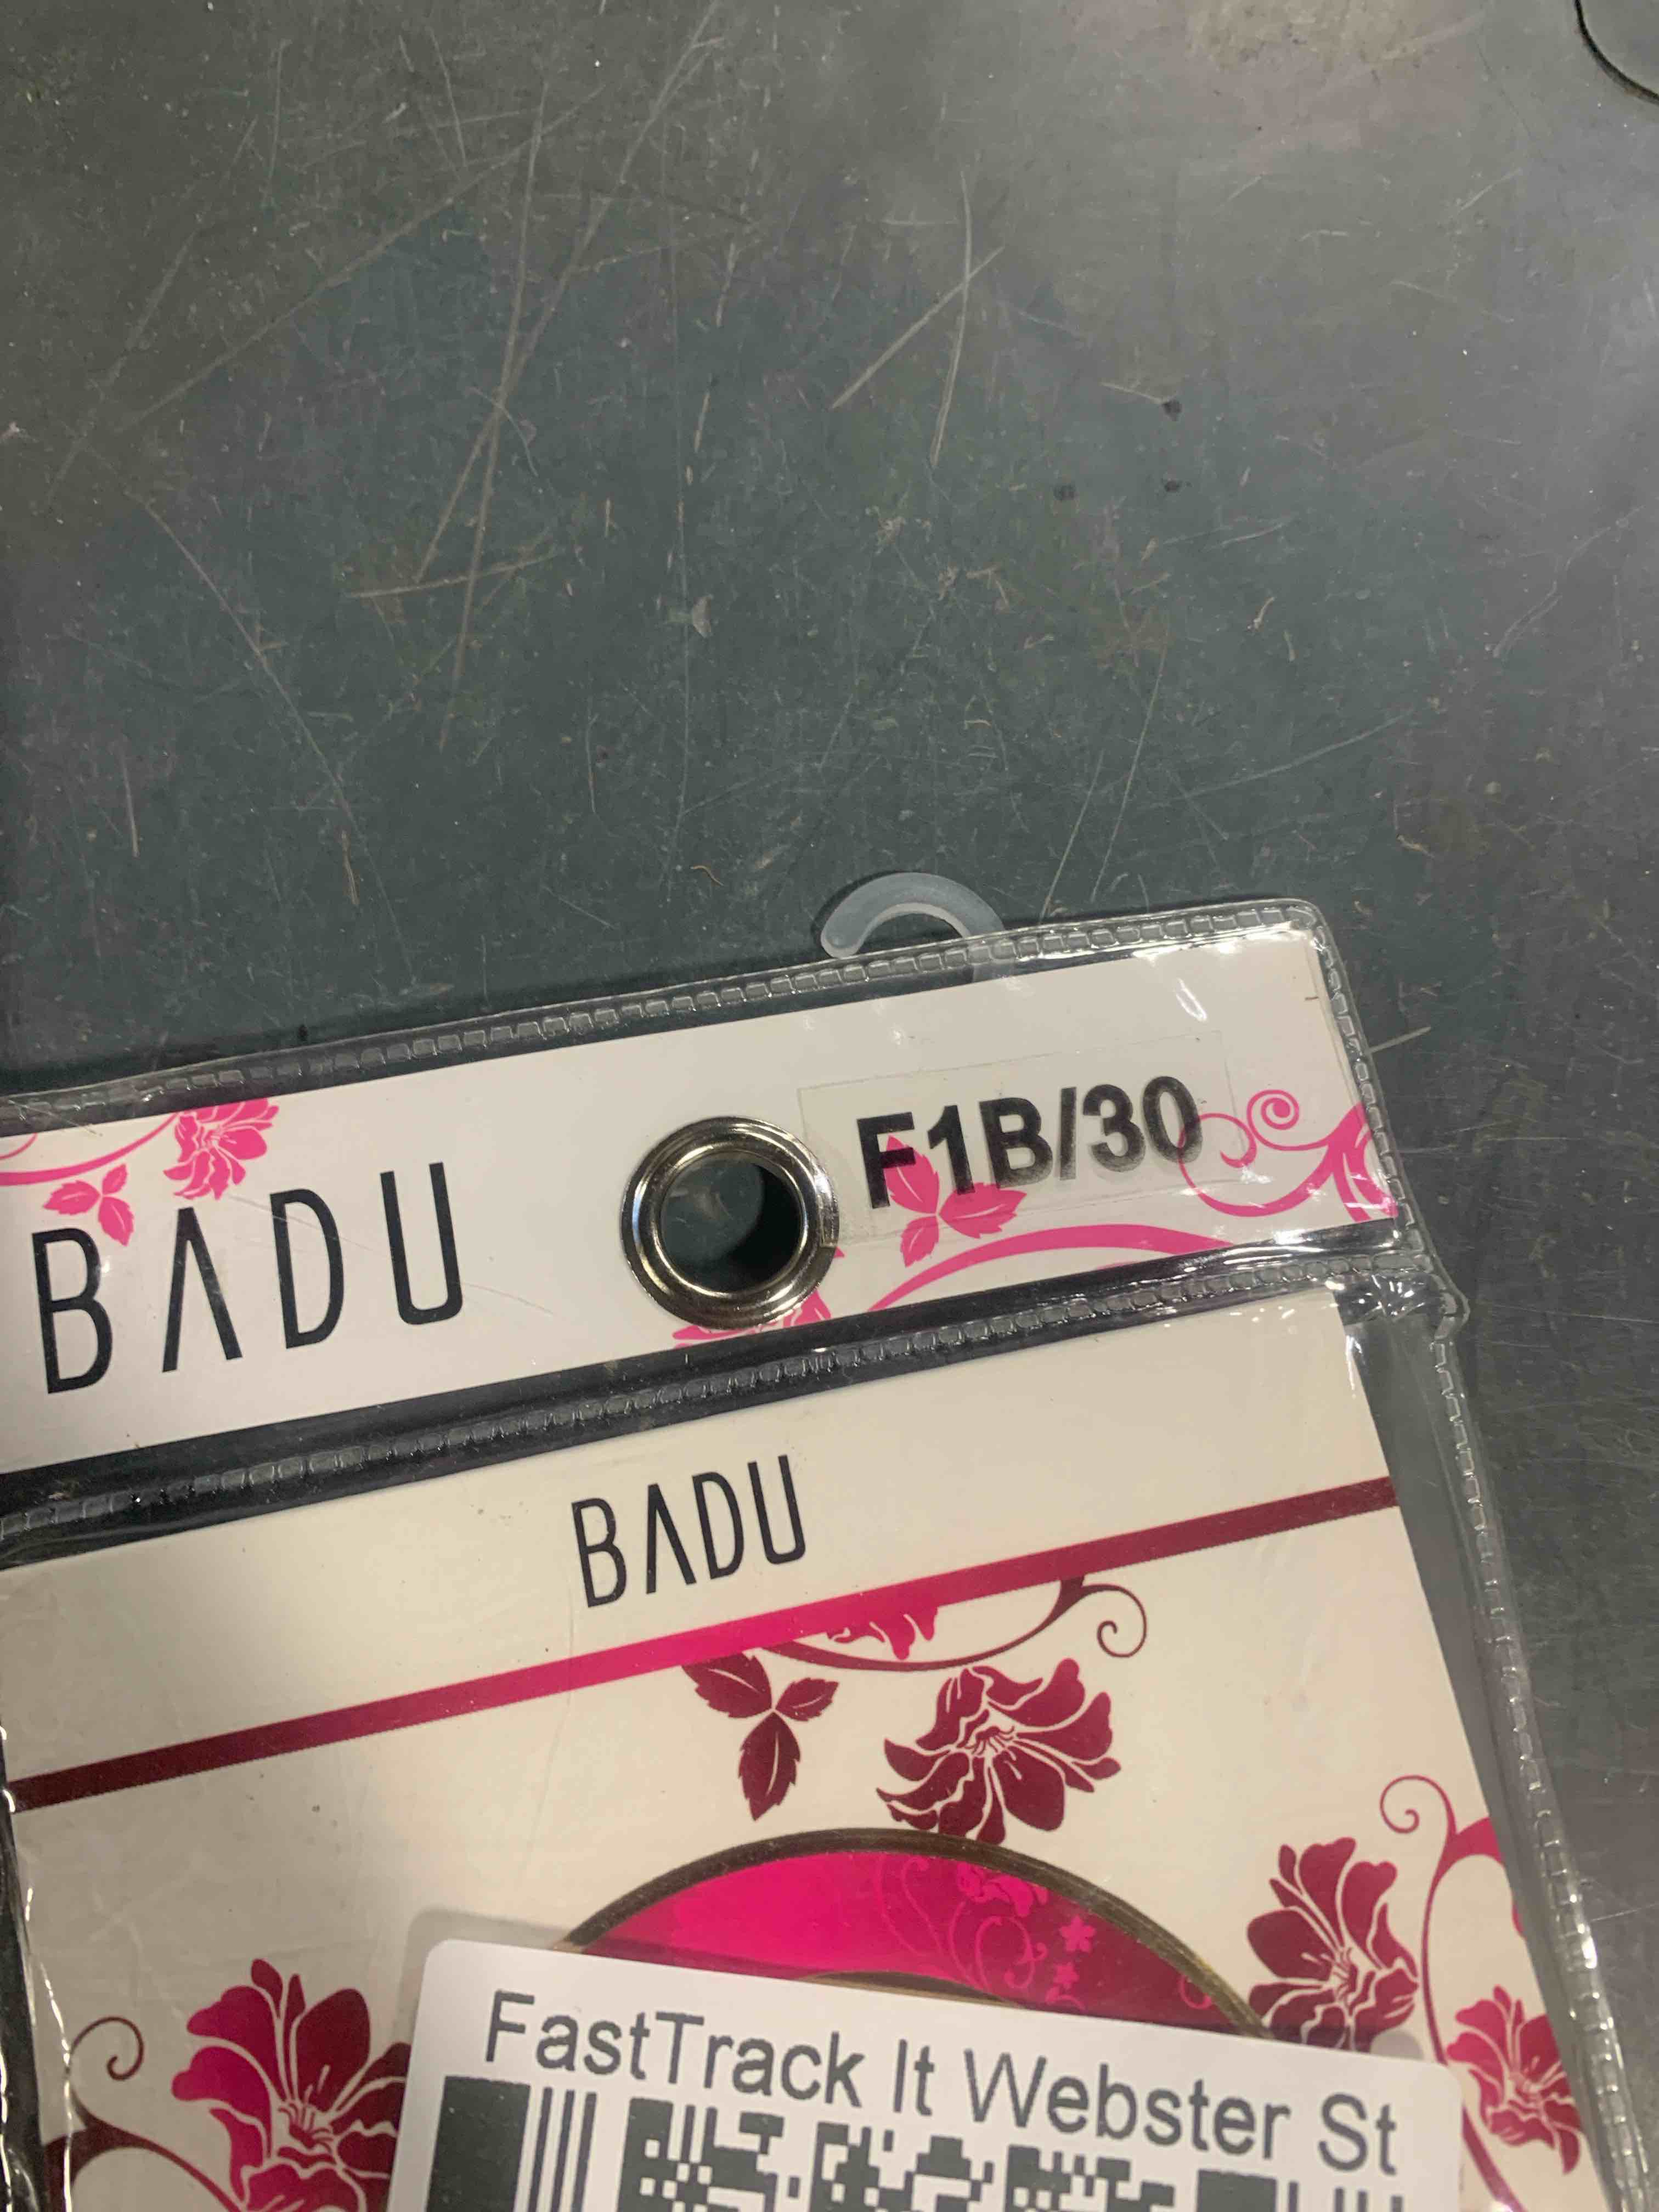 BADU
F1B/30
BADU
FastTrack It Webster St